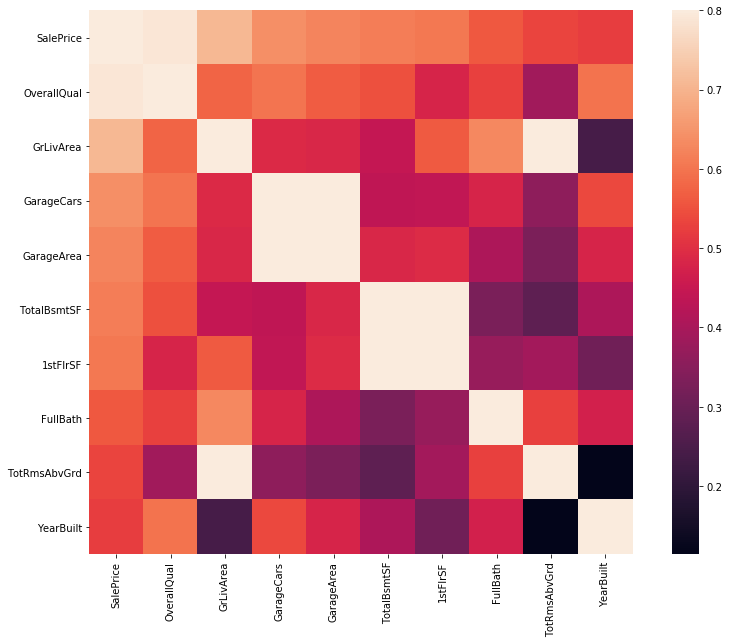 SalePrice
OverallQual
GrLivArea
GarageCars
GarageArea
TotalBsmtSF
1stFlrSF
FullBath
TotRmsAbvGrd
YearBuilt
SalePrice
OverallQual
GrLivArea
GarageCars
GarageArea
TotalBsmtSF
1stFlrSF
FullBath
TotRmsAbvGrd
YearBuilt
0.8
0.7
0.6
0.5
0.4
0.3
0.2